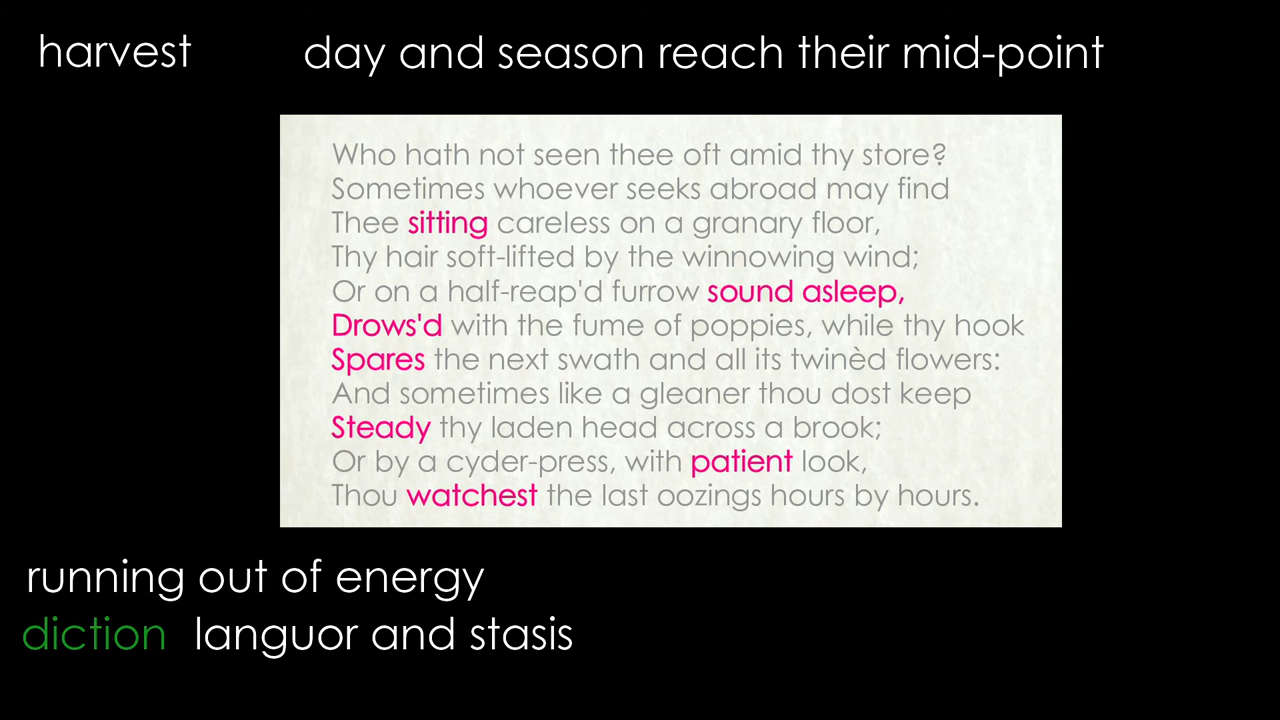 harvest day and season reach their mid-point
Who hath not seen thee oft amid thy store?
Sometimes whoever seeks abroad may find
Thee sitting careless on a granary floor,
Thy hair soft-lifted by the winnowing wind;
Or on a half-reap'd furrow sound asleep,
Drows'd with the fume of poppies, while thy hook
Spares the next swath and all its twinèd flowers:
And sometimes like a gleaner thou dost keep
Steady thy laden head across a brook;
Or by a cyder-press, with patient look,
Thou watchest the last oozings hours by hours.
running out of energy
diction languor and stasis